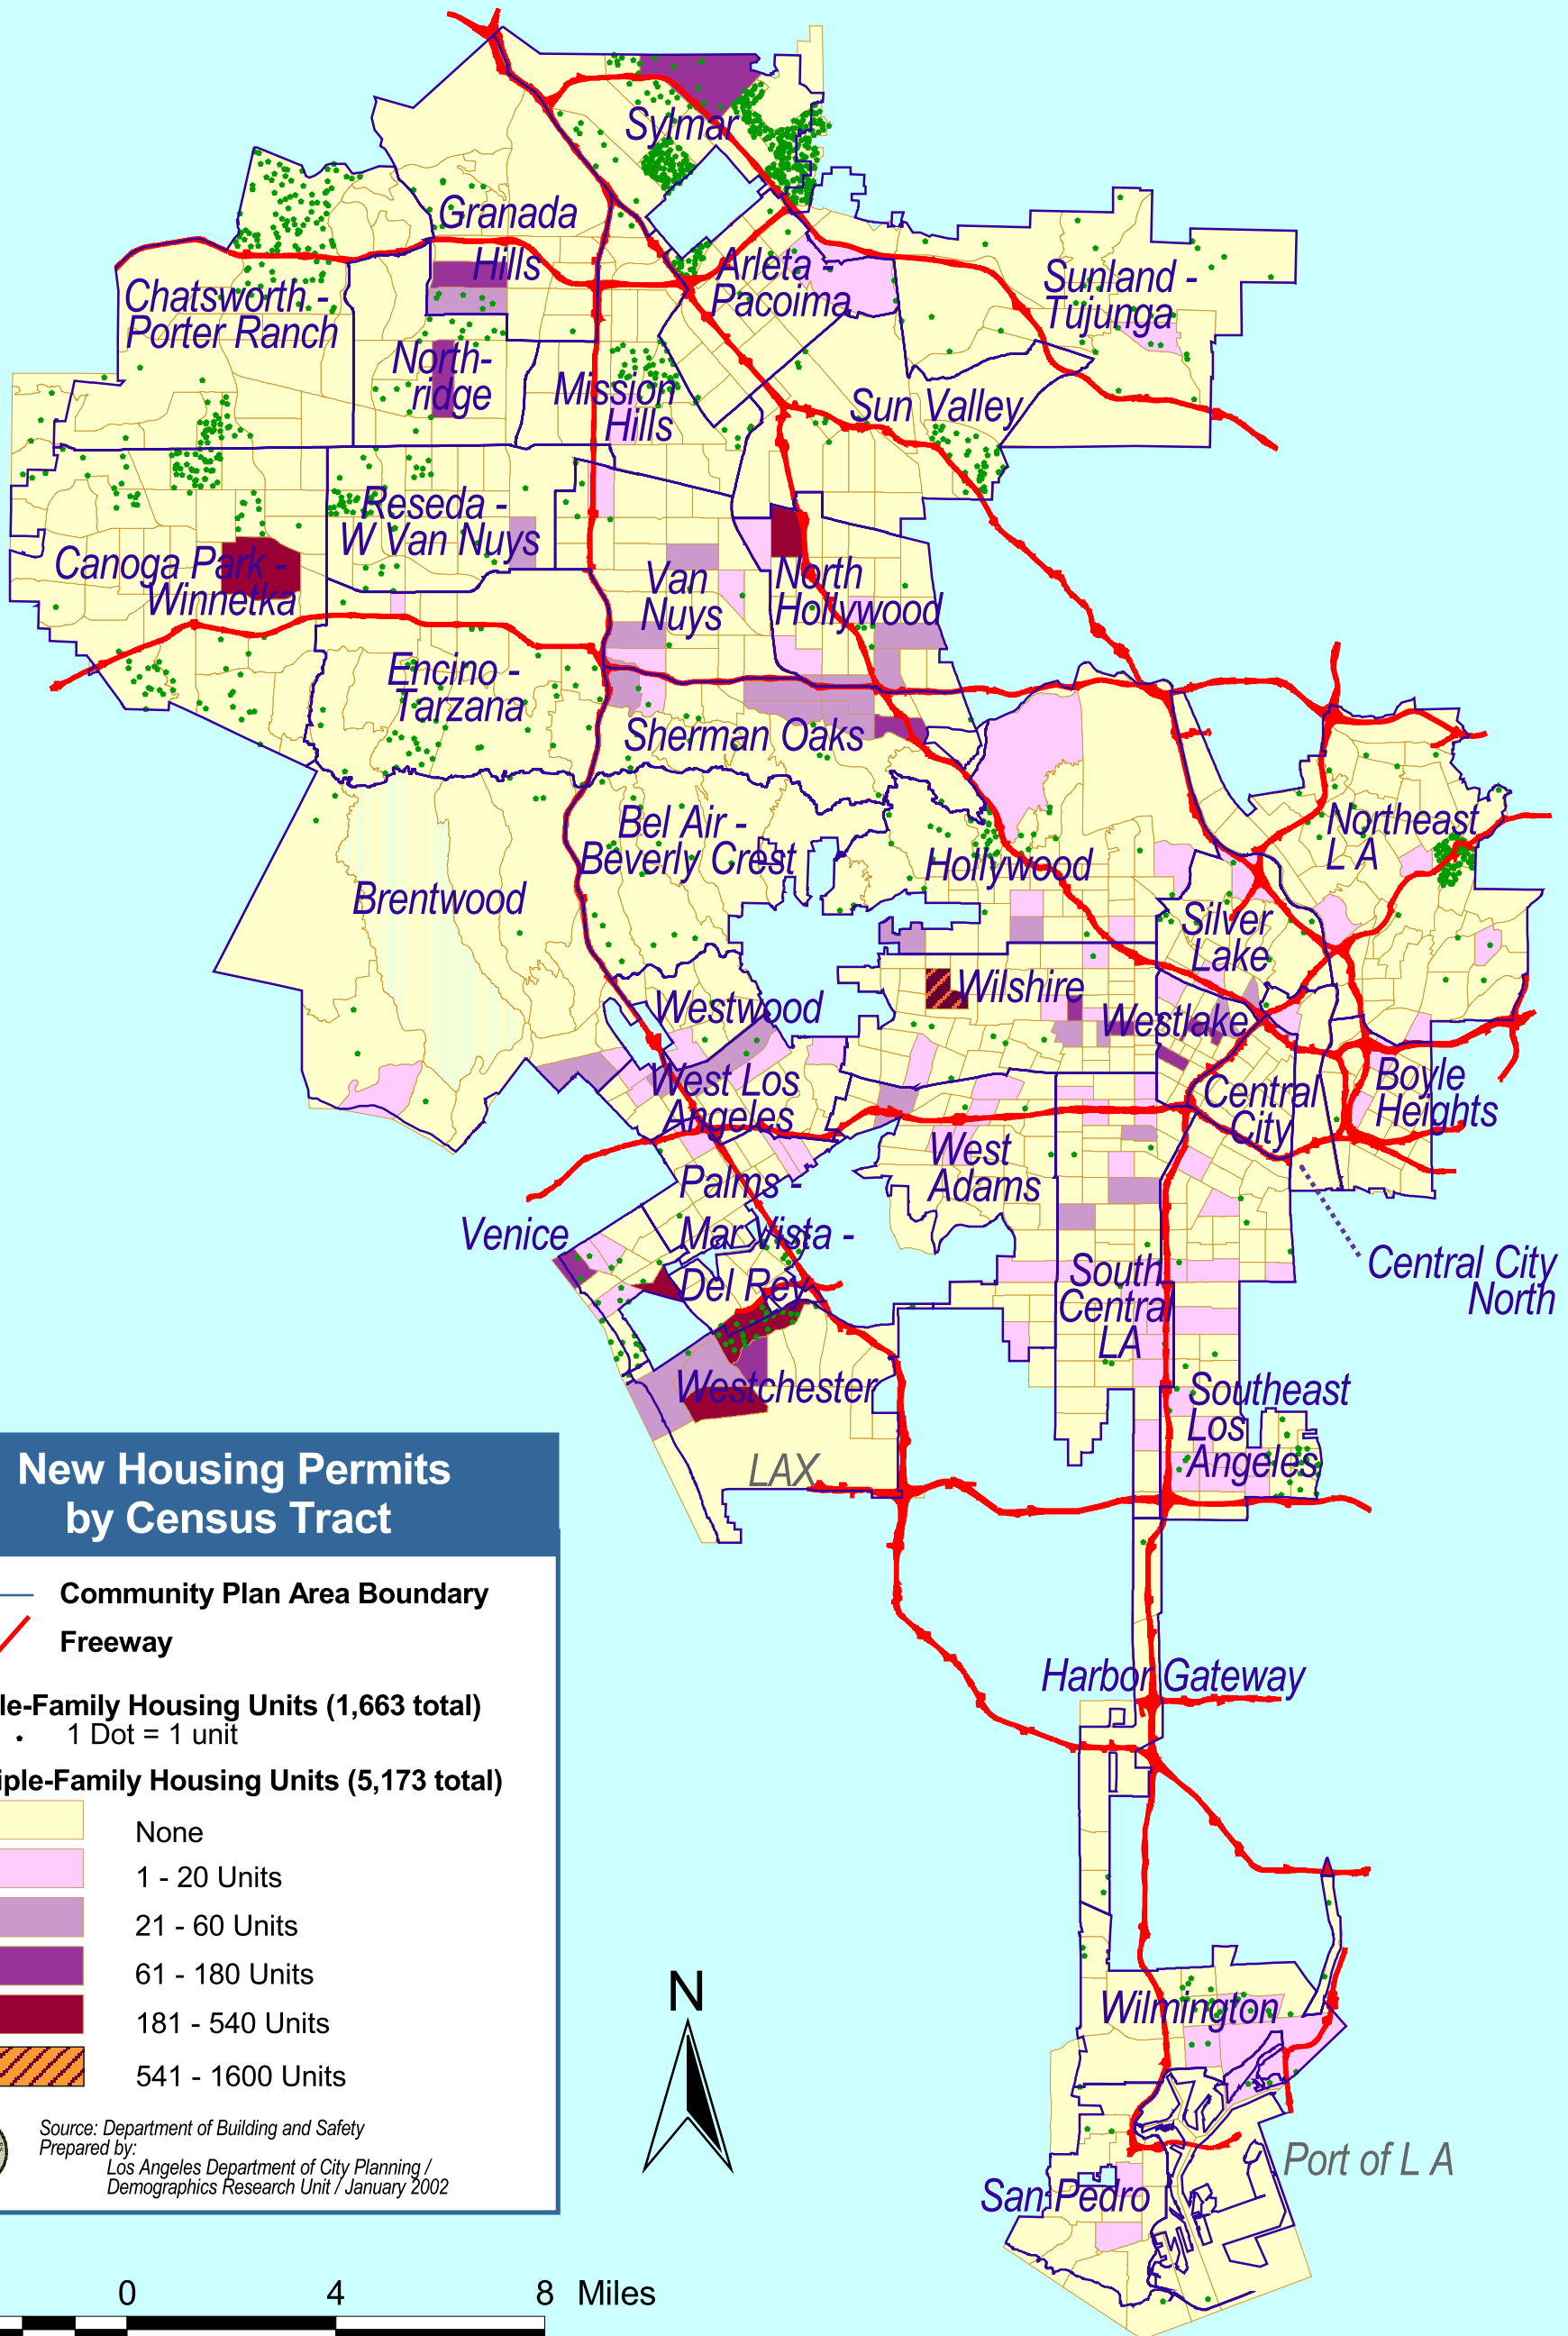 Sylmar
Granada
Hills
Arleta -
Pacoima
Sunland -
Tujunga
Chatsworth -
Porter Ranch
North-
ridge
Mission
Hills
Sun Valley
Reseda -
W Van Nuys
Canoga Park -
Winnetka
Van
Nuys
North
Hollywood
Encino -
Tarzana
Sherman Oaks
Bel Air -
Beverly Crest
Hollywood
Northeast
L A
Brentwood
Silver
Lake
Westwood
Wilshire
Westlake
West Los
Angeles
Central
City
Boyle
Heights
West
Adams
Palms -
Mar Vista -
Del Rey
Venice
Central City
North
South
Central
LA
Westchester
Southeast
Los
Angeles
LAX
New Housing Permits
by Census Tract
Community Plan Area Boundary
Freeway
le-Family Housing Units (1,663 total)
1 Dot = 1 unit
iple-Family Housing Units (5,173 total)
None
1 - 20 Units
21 - 60 Units
61 - 180 Units
181 - 540 Units
541 - 1600 Units
Source: Department of Building and Safety
Prepared by:
Los Angeles Department of City Planning /
Demographics Research Unit / January 2002
Harbor Gateway
N
Wilmington
Port of L A
San Pedro
0 4 8 Miles